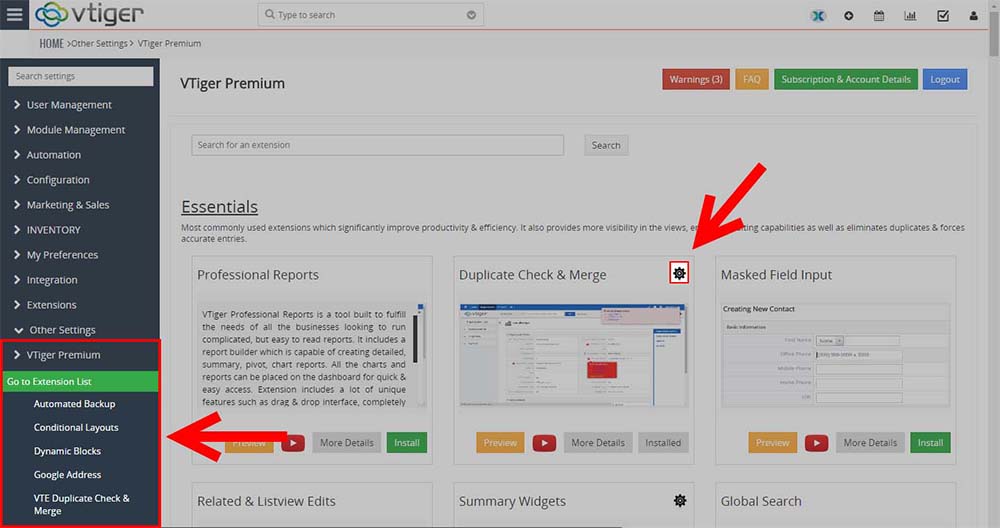 vtiger
Type to search
HOME >Other Settings> VTiger Premium
Search settings
User Management
Module Management
Automation
Configuration
Marketing & Sales
INVENTORY
My Preferences
Integration
Extensions
Other Settings
VTiger Premium
Go to Extension List
Automated Backup
Conditional Layouts
Dynamic Blocks
Google Address
VTE Duplicate Check &
Merge
VTiger Premium
Warnings (3)
FAQ
Subscription & Account Details
Logout
Search for an extension
Search
Essentials
Most commonly used extensions which significantly improve productivity & efficiency. It also provides more visibility in the views, capabilities as well as eliminates duplicates & forces
accurate entries.
Professional Reports
VTiger Professional Reports is a tool built to fulfill
the needs of all the businesses looking to run
complicated, but easy to read reports. It includes a
report builder which is capable of creating detailed,
summary, pivot, chart reports. All the charts and
reports can be placed on the dashboard for quick &
easy access. Extension includes a lot of unique
features such as drag & drop interface, completely
Preview
More Details
Install
Duplicate Check & Merge
vtiger
Preview
More Details
Installed
Masked Field Input
Creating New Contact
Basic Information
First Name
None
Office Phone
Mobile Phone
Home Phone
Preview
More Details
Install
Related & Listview Edits
Summary Widgets
Global Search